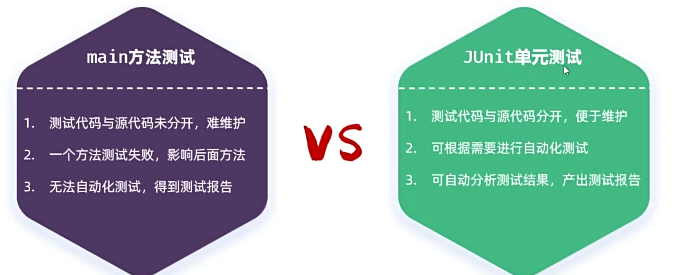 main方法测试
1. 测试代码与源代码未分开，难维护
2. 一个方法测试失败，影响后面方法
3. 无法自动化测试，得到测试报告
VS
JUnit单元测试
1. 测试代码与源代码分开，便于维护
2. 可根据需要进行自动化测试
3. 可自动分析测试结果，产出测试报告